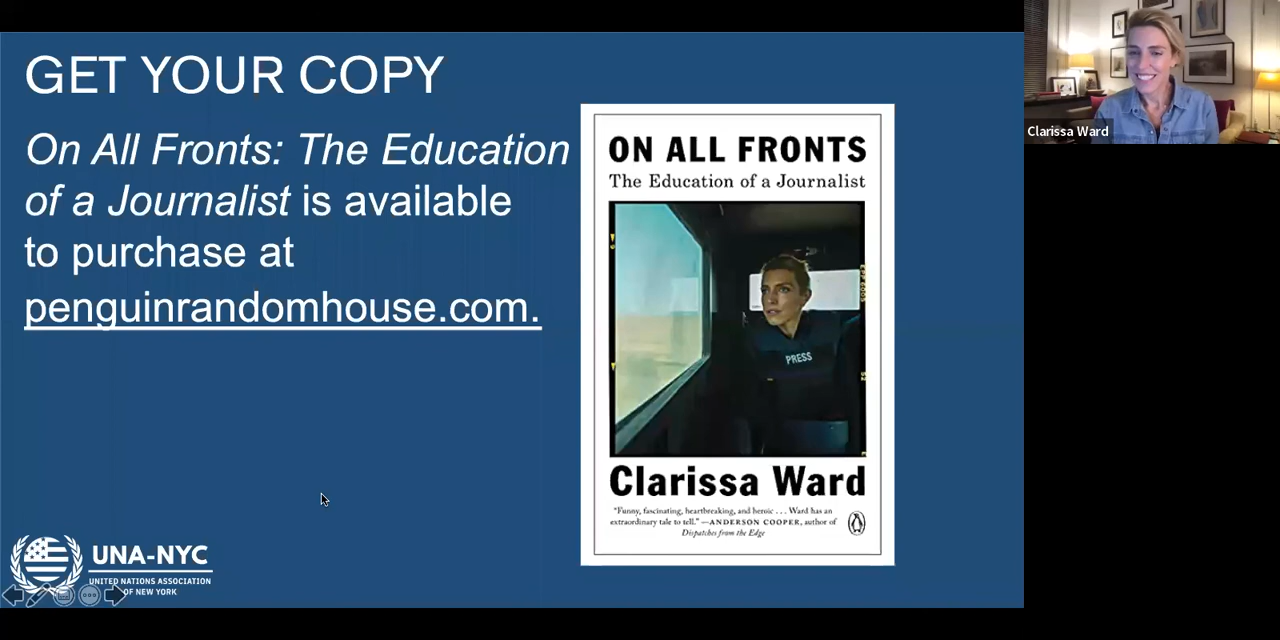 GET YOUR COPY
On All Fronts: The Education
of a Journalist is available
to purchase at
penguinrandomhouse.com.
ON ALL FRONTS
The Education of a Journalist
PRESS
Clarissa Ward
"Funny, fascinating, heartbreaking, and heroic . . . Ward has an
extraordinary tale to tell." —ANDERSON COOPER, author of
Dispatches from the Edge
UNA-NYC
UNITED NATIONS ASSOCIATION
OF NEW YORK
Clarissa Ward